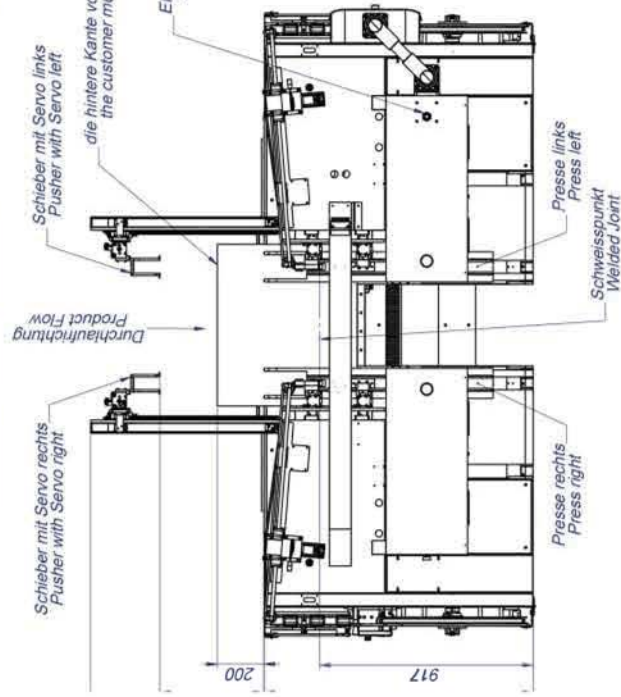 Schieber mit Servo links
Pusher with Servo left
die hintere Kante vo
the customer mu
Durchlaufrichtung
Product Flow
Schieber mit Servo rechts
Pusher with Servo right
Presse links
Press left
Schweisspunkt
Welded Joint
Presse rechts
Press right
200
917